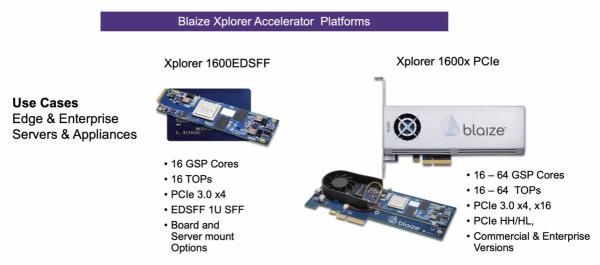 Blaize Xplorer Accelerator Platforms
Xplorer 1600EDSFF
Xplorer 1600x PCIe
Use Cases
Edge & Enterprise
Servers & Appliances
blaize
• 16 GSP Cores
• 16 TOPs
• PCIe 3.0 x4
• EDSFF 1U SFF
• Board and
Server mount
Options
blaize
• 16 – 64 GSP Cores
• 16 – 64 TOPs
• PCIe 3.0 x4, x16
• PCIe HH/HL,
• Commercial & Enterprise
Versions